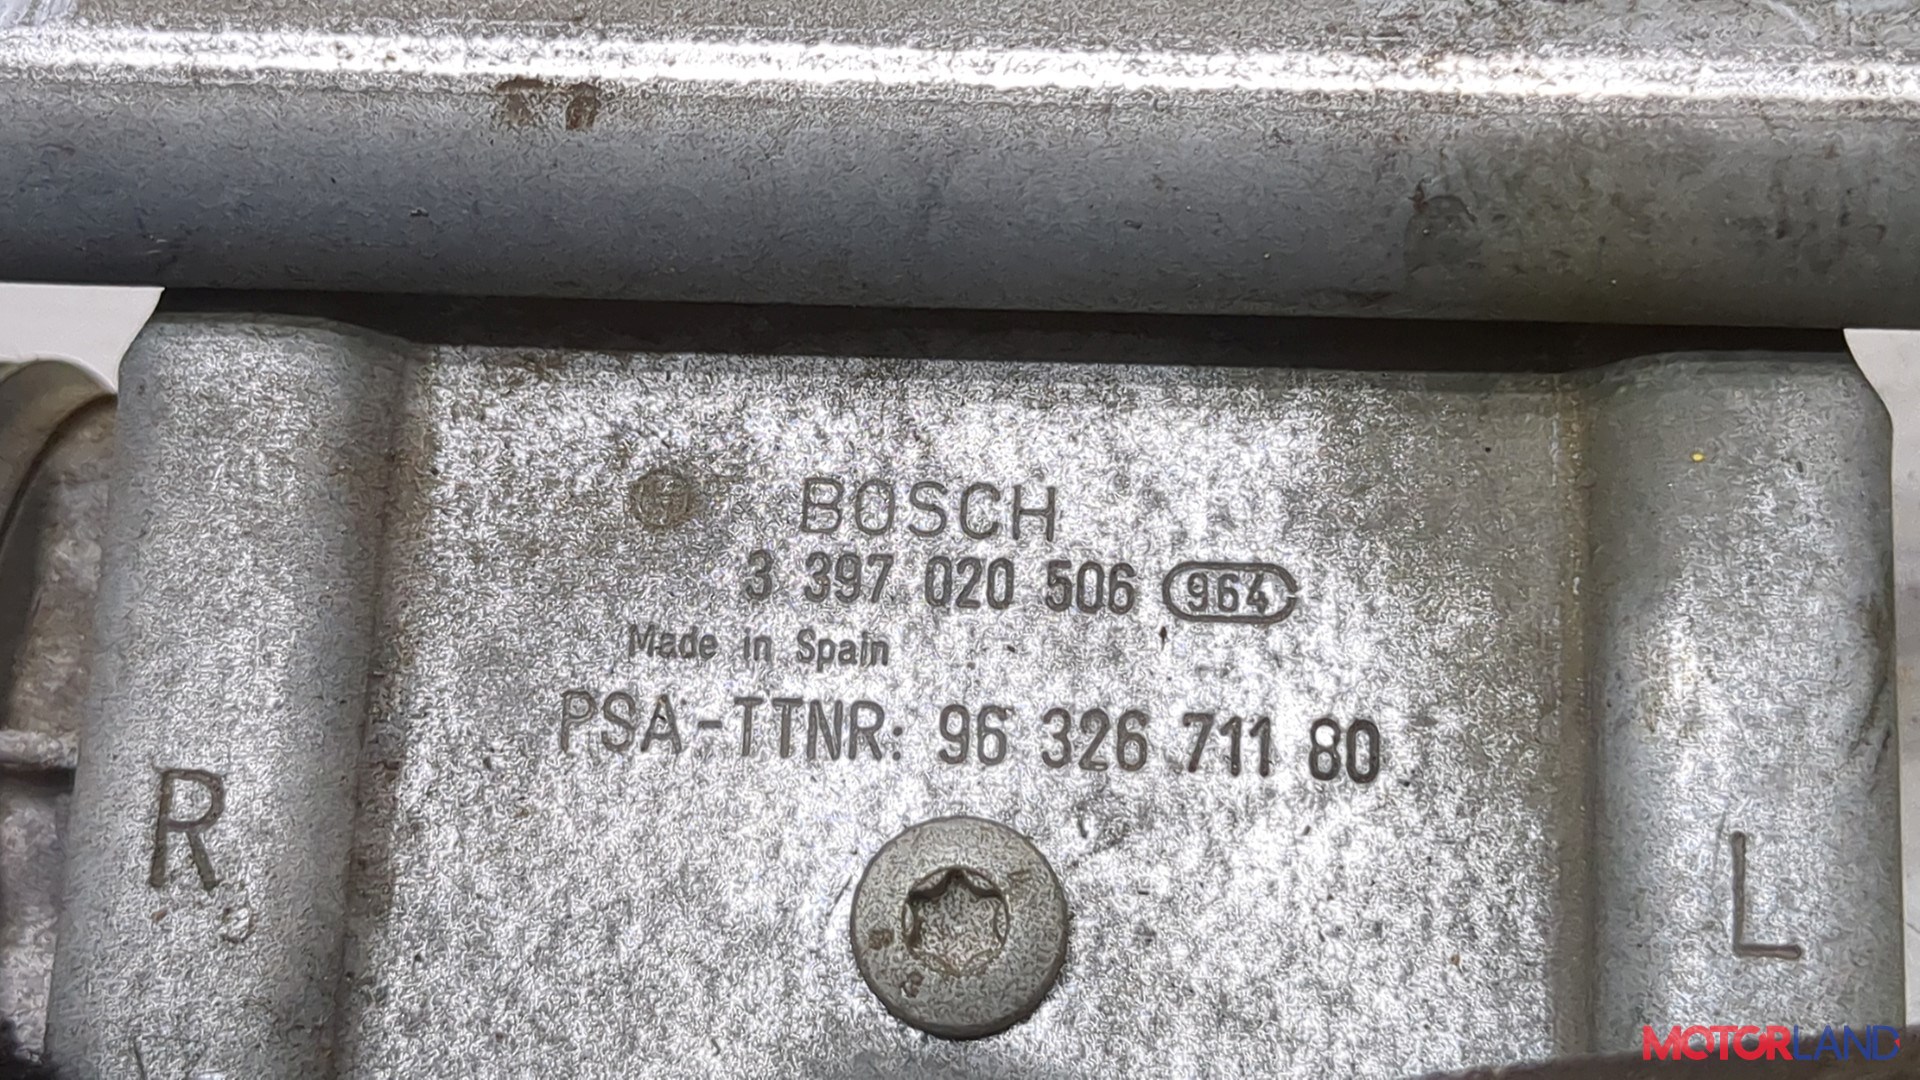 BOSCH
3 397 020 506 964
Made in Spain
PSA-TTNR: 96 326 711 80
R
L
MOTORLAND